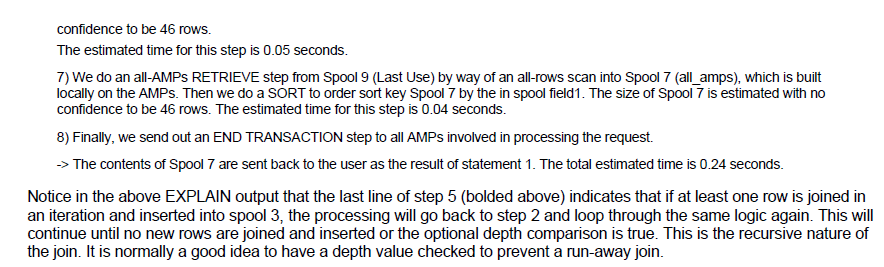 confidence to be 46 rows.
The estimated time for this step is 0.05 seconds.
7) We do an all-AMPs RETRIEVE step from Spool 9 (Last Use) by way of an all-rows scan into Spool 7 (all_amps), which is built
locally on the AMPs. Then we do a SORT to order sort key Spool 7 by the in spool field1. The size of Spool 7 is estimated with no
confidence to be 46 rows. The estimated time for this step is 0.04 seconds.
8) Finally, we send out an END TRANSACTION step to all AMPs involved in processing the request.
-> The contents of Spool 7 are sent back to the user as the result of statement 1. The total estimated time is 0.24 seconds.
Notice in the above EXPLAIN output that the last line of step 5 (bolded above) indicates that if at least one row is joined in
an iteration and inserted into spool 3, the processing will go back to step 2 and loop through the same logic again. This will
continue until no new rows are joined and inserted or the optional depth comparison is true. This is the recursive nature of
the join. It is normally a good idea to have a depth value checked to prevent a run-away join.